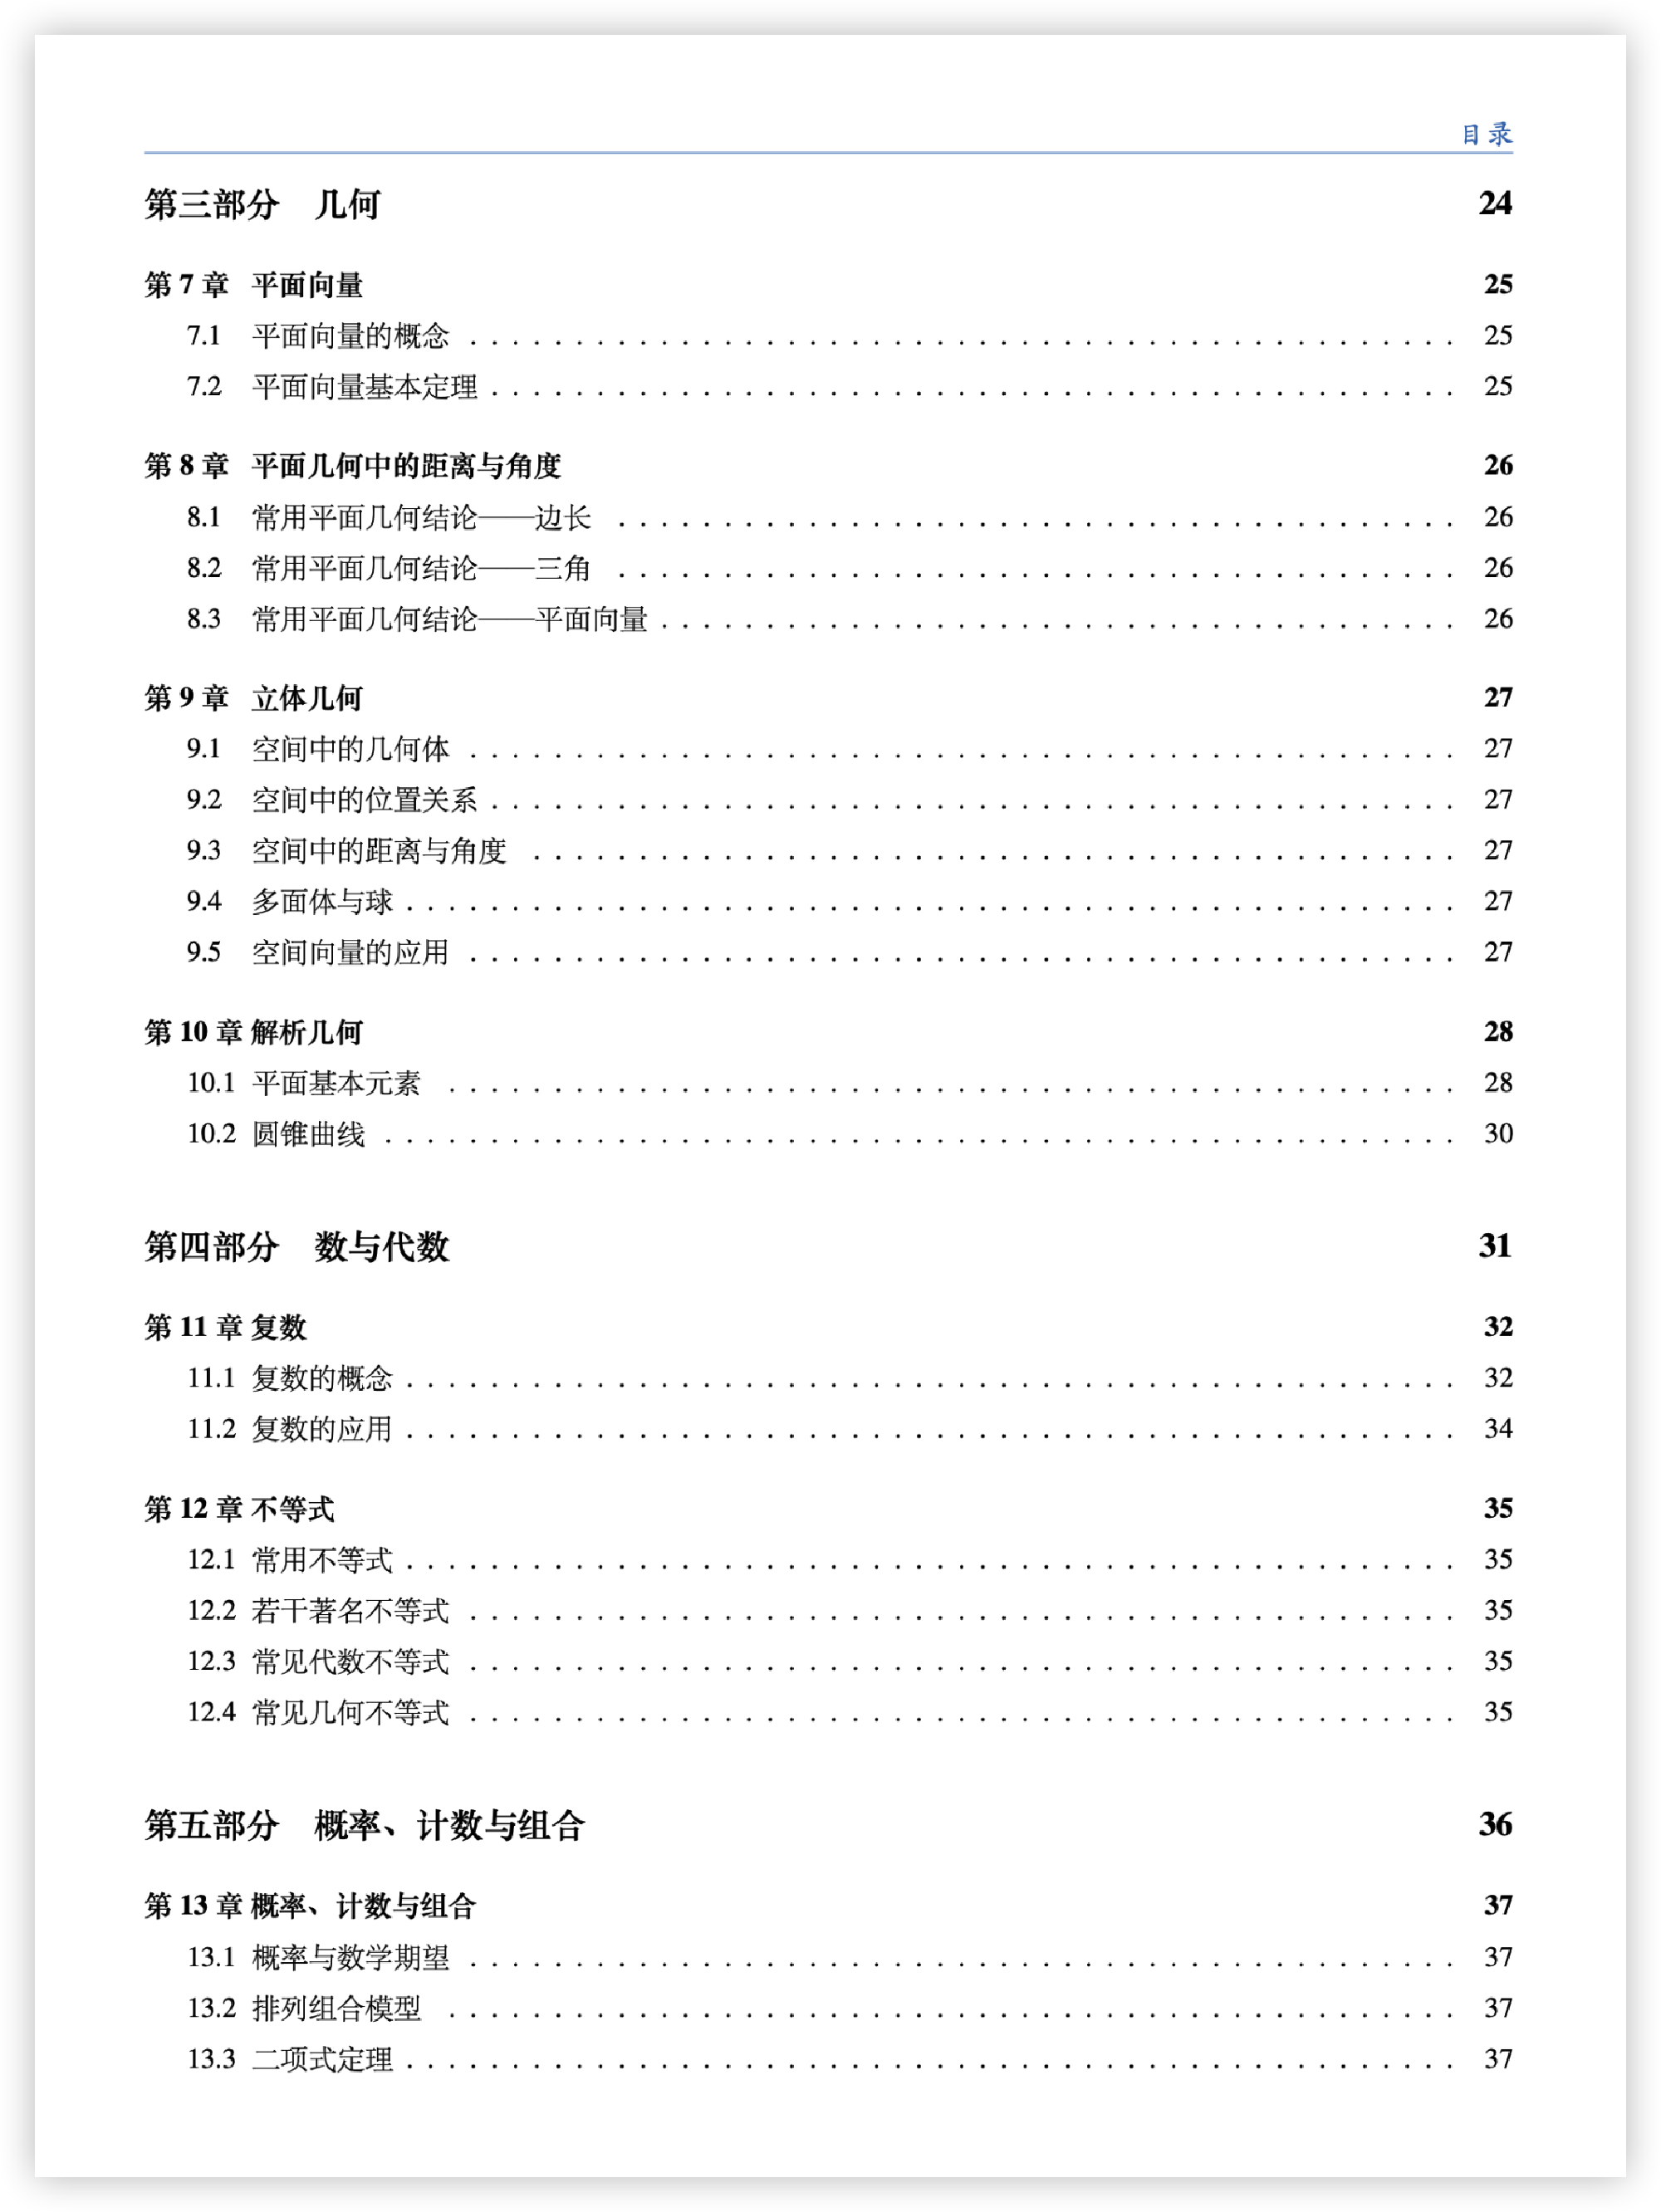 目录
第三部分 几何 24
第 7 章 平面向量 25
7.1 平面向量的概念 . . . . . . . . . . . . . . . . . . . . . . . . . . . . . . . . . . . . . . . . . . . . . . . 25
7.2 平面向量基本定理 . . . . . . . . . . . . . . . . . . . . . . . . . . . . . . . . . . . . . . . . . . . . . . 25
第 8 章 平面几何中的距离与角度 26
8.1 常用平面几何结论——边长 . . . . . . . . . . . . . . . . . . . . . . . . . . . . . . . . . . . . . . . . 26
8.2 常用平面几何结论——三角 . . . . . . . . . . . . . . . . . . . . . . . . . . . . . . . . . . . . . . . . 26
8.3 常用平面几何结论——平面向量 . . . . . . . . . . . . . . . . . . . . . . . . . . . . . . . . . . . . . . 26
第 9 章 立体几何 27
9.1 空间中的几何体 . . . . . . . . . . . . . . . . . . . . . . . . . . . . . . . . . . . . . . . . . . . . . . . 27
9.2 空间中的位置关系 . . . . . . . . . . . . . . . . . . . . . . . . . . . . . . . . . . . . . . . . . . . . . . 27
9.3 空间中的距离与角度 . . . . . . . . . . . . . . . . . . . . . . . . . . . . . . . . . . . . . . . . . . . . 27
9.4 多面体与球 . . . . . . . . . . . . . . . . . . . . . . . . . . . . . . . . . . . . . . . . . . . . . . . . . . 27
9.5 空间向量的应用 . . . . . . . . . . . . . . . . . . . . . . . . . . . . . . . . . . . . . . . . . . . . . . . 27
第 10 章 解析几何 28
10.1 平面基本元素 . . . . . . . . . . . . . . . . . . . . . . . . . . . . . . . . . . . . . . . . . . . . . . . . 28
10.2 圆锥曲线 . . . . . . . . . . . . . . . . . . . . . . . . . . . . . . . . . . . . . . . . . . . . . . . . . . . 30
第四部分 数与代数 31
第 11 章 复数 32
11.1 复数的概念 . . . . . . . . . . . . . . . . . . . . . . . . . . . . . . . . . . . . . . . . . . . . . . . . . . 32
11.2 复数的应用 . . . . . . . . . . . . . . . . . . . . . . . . . . . . . . . . . . . . . . . . . . . . . . . . . . 34
第 12 章 不等式 35
12.1 常用不等式 . . . . . . . . . . . . . . . . . . . . . . . . . . . . . . . . . . . . . . . . . . . . . . . . . . 35
12.2 若干著名不等式 . . . . . . . . . . . . . . . . . . . . . . . . . . . . . . . . . . . . . . . . . . . . . . . 35
12.3 常见代数不等式 . . . . . . . . . . . . . . . . . . . . . . . . . . . . . . . . . . . . . . . . . . . . . . . 35
12.4 常见几何不等式 . . . . . . . . . . . . . . . . . . . . . . . . . . . . . . . . . . . . . . . . . . . . . . . 35
第五部分 概率、计数与组合 36
第 13 章 概率、计数与组合 37
13.1 概率与数学期望 . . . . . . . . . . . . . . . . . . . . . . . . . . . . . . . . . . . . . . . . . . . . . . . 37
13.2 排列组合模型 . . . . . . . . . . . . . . . . . . . . . . . . . . . . . . . . . . . . . . . . . . . . . . . . 37
13.3 二项式定理 . . . . . . . . . . . . . . . . . . . . . . . . . . . . . . . . . . . . . . . . . . . . . . . . . . 37